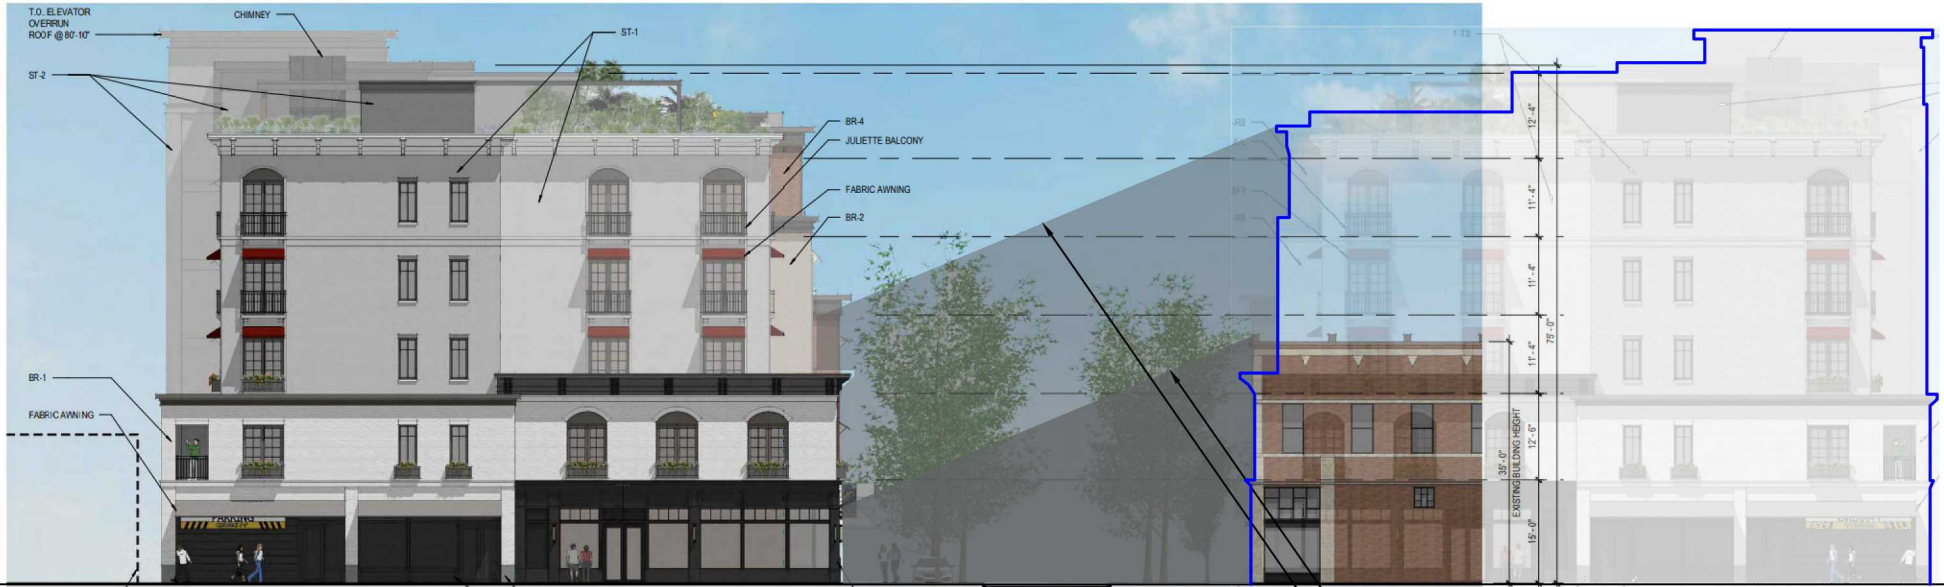 T.O. ELEVATOR
OVERRUN
ROOF @ 80'-10"
CHIMNEY
ST-1
ST-2
BR-4
JULIETTE BALCONY
FABRIC AWNING
BR-2
BR-1
FABRIC AWNING
PARKING
12' - 4"
11' - 4"
11' - 4"
11' - 4"
12' - 6"
15' - 0"
75' - 0"
35' - 0"
EXISTING BUILDING HEIGHT